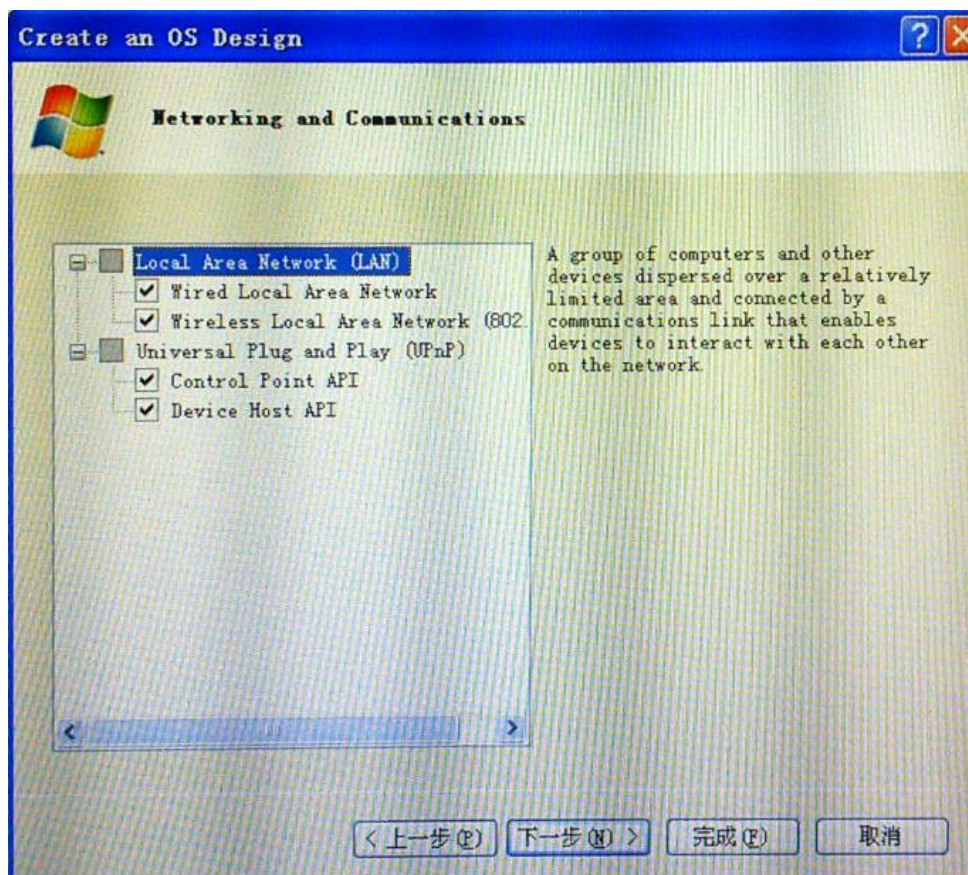 Create an OS Design
Networking and Communications
Local Area Network (LAN)
Wired Local Area Network
Wireless Local Area Network (802.
Universal Plug and Play (UPnP)
Control Point API
Device Host API
A group of computers and other
devices dispersed over a relatively
limited area and connected by a
communications link that enables
devices to interact with each other
on the network.
< 上一步(P)
下一步(N) >
完成(F)
取消